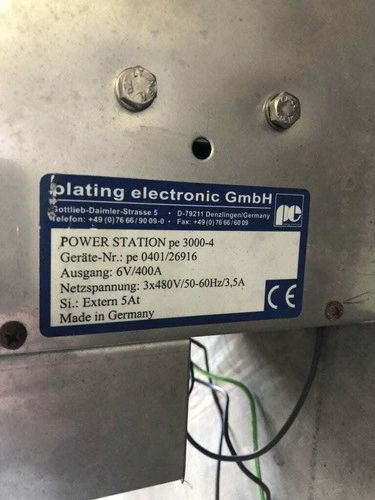 plating electronic GmbH
Gottlieb-Daimler-Strasse 5 • D-79211 Denzlingen/Germany
Telefon: +49 (0)76 66/90 09-0 • Fax: +49 (0)76 66/60 09
pe
POWER STATION pe 3000-4
Geräte-Nr.: pe 0401/26916
Ausgang: 6V/400A
Netzspannung: 3x480V/50-60Hz/3,5A
Si.: Extern 5At
Made in Germany
CE